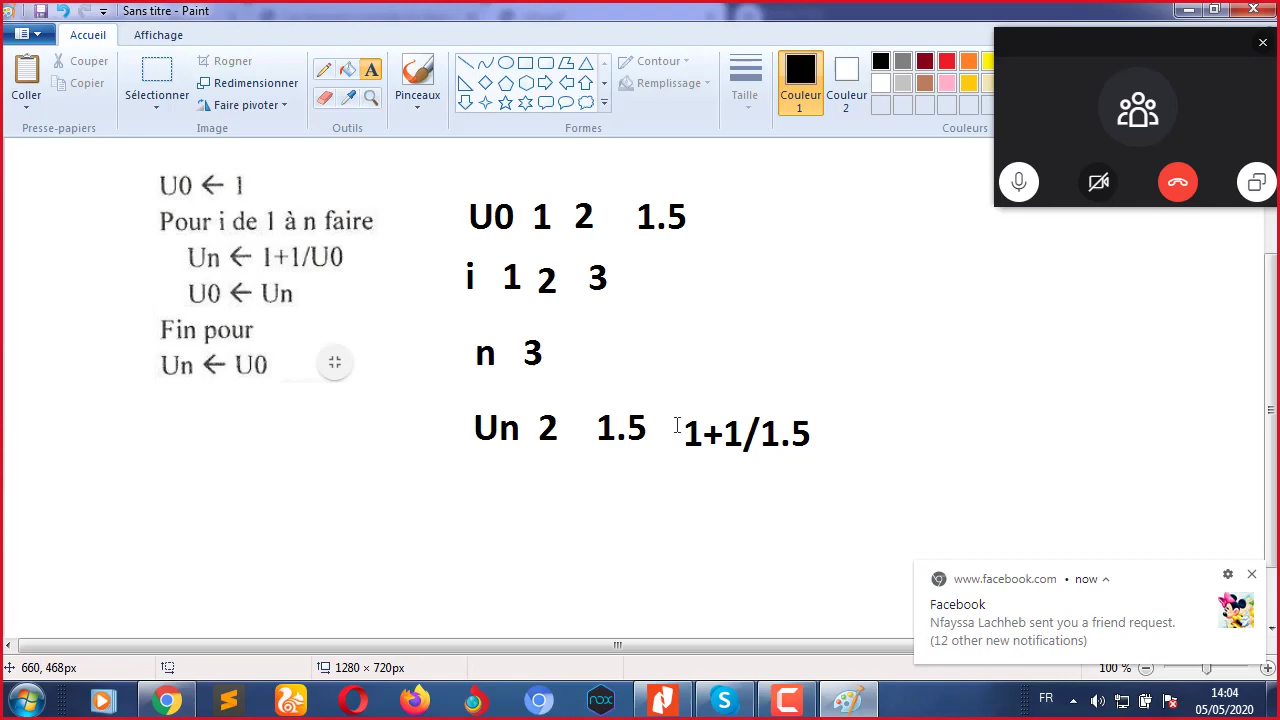 Sans titre - Paint
Accueil
Affichage
Coller
Couper
Copier
Presse-papiers
Sélectionner
Rogner
Redimensionner
Faire pivoter
Image
Outils
Pinceaux
Formes
Contour
Remplissage
Taille
Couleur
1
Couleur
2
Couleurs
U0 ← 1
Pour i de 1 à n faire
Un ← 1+1/U0
U0 ← Un
Fin pour
Un ← U0
U0 1 2 1.5
i 1 2 3
n 3
Un 2 1.5 1+1/1.5
www.facebook.com • now
Facebook
Nfayssa Lachheb sent you a friend request.
(12 other new notifications)
660, 468px
1280 × 720px
100 %
nox
FR
14:04
05/05/2020